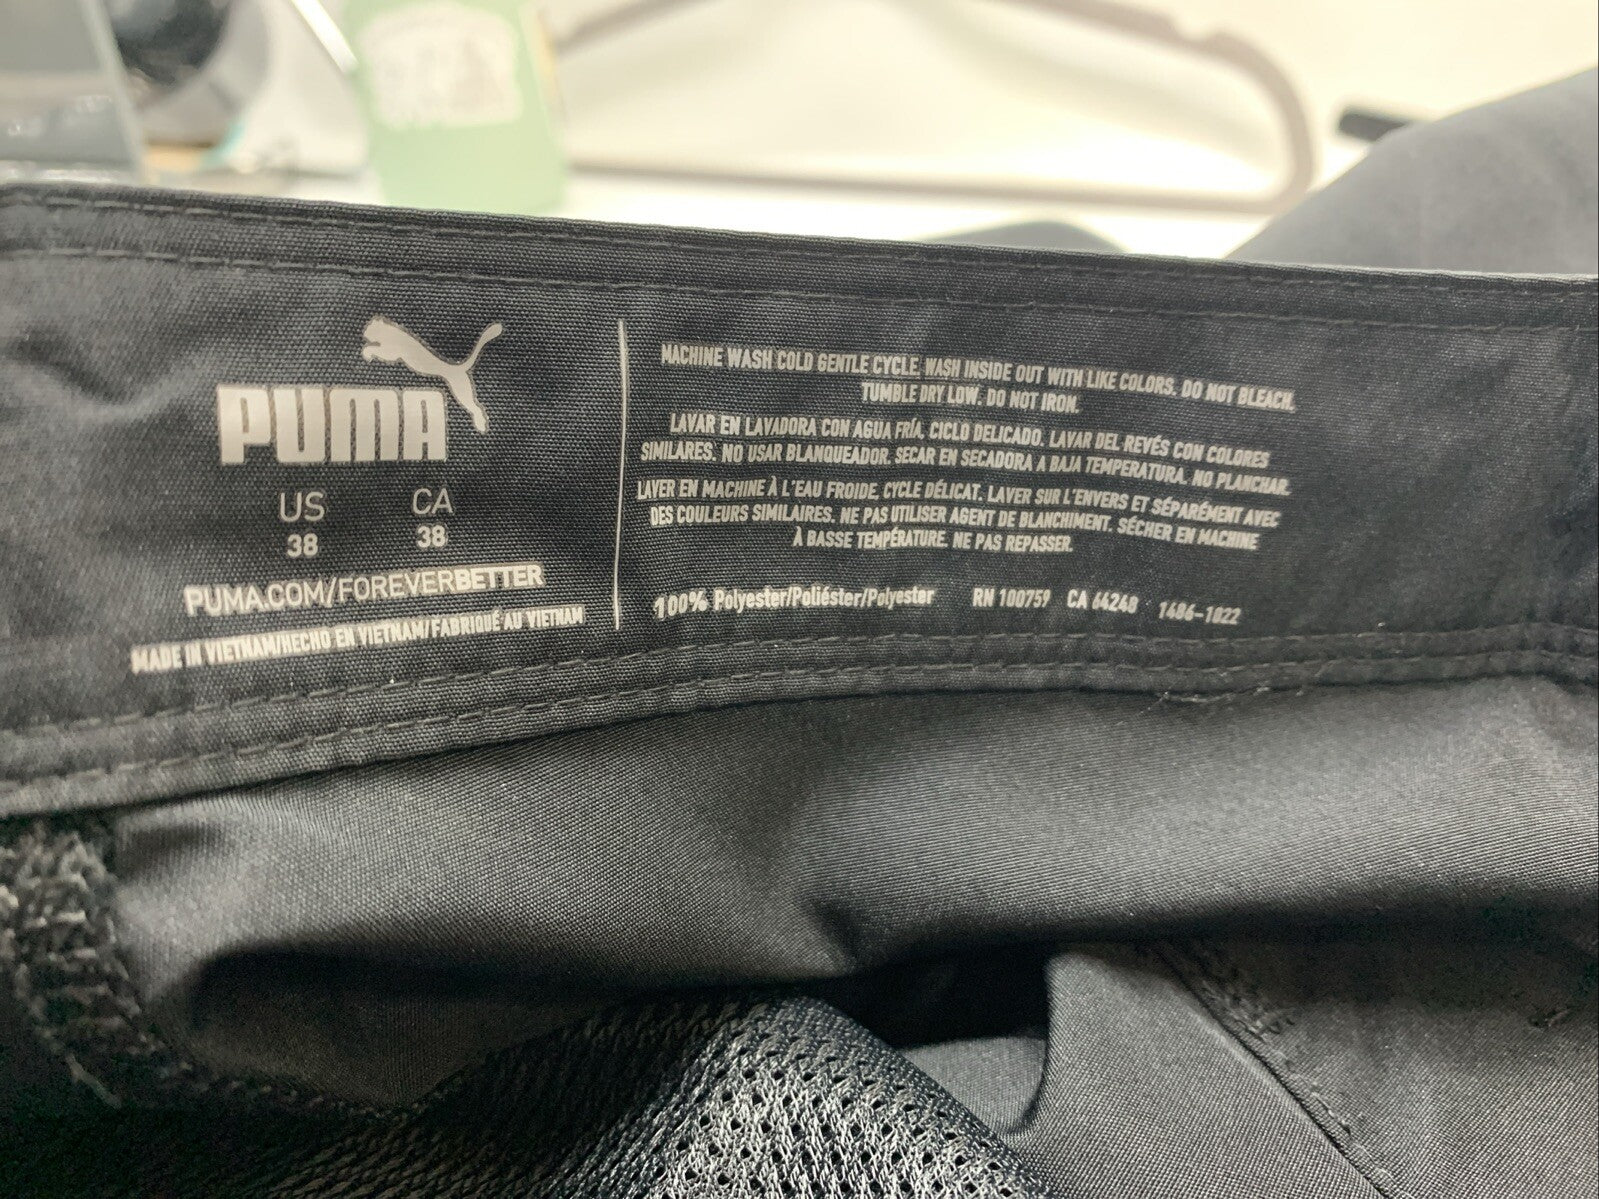 PUMA
US CA
38 38
PUMA.COM/FOREVERBETTER
MADE IN VIETNAM/HECHO EN VIETNAM/FABRIQUÉ AU VIETNAM
MACHINE WASH COLD GENTLE CYCLE. WASH INSIDE OUT WITH LIKE COLORS. DO NOT BLEACH.
TUMBLE DRY LOW. DO NOT IRON.
LAVAR EN LAVADORA CON AGUA FRÍA, CICLO DELICADO. LAVAR DEL REVÉS CON COLORES
SIMILARES. NO USAR BLANQUEADOR. SECAR EN SECADORA A BAJA TEMPERATURA. NO PLANCHAR.
LAVER EN MACHINE À L'EAU FROIDE, CYCLE DÉLICAT. LAVER SUR L'ENVERS ET SÉPARÉMENT AVEC
DES COULEURS SIMILAIRES. NE PAS UTILISER AGENT DE BLANCHIMENT. SÉCHER EN MACHINE
À BASSE TEMPÉRATURE. NE PAS REPASSER.
100% Polyester/Poliéster/Polyester RN 100759 CA 64248 1486-1022